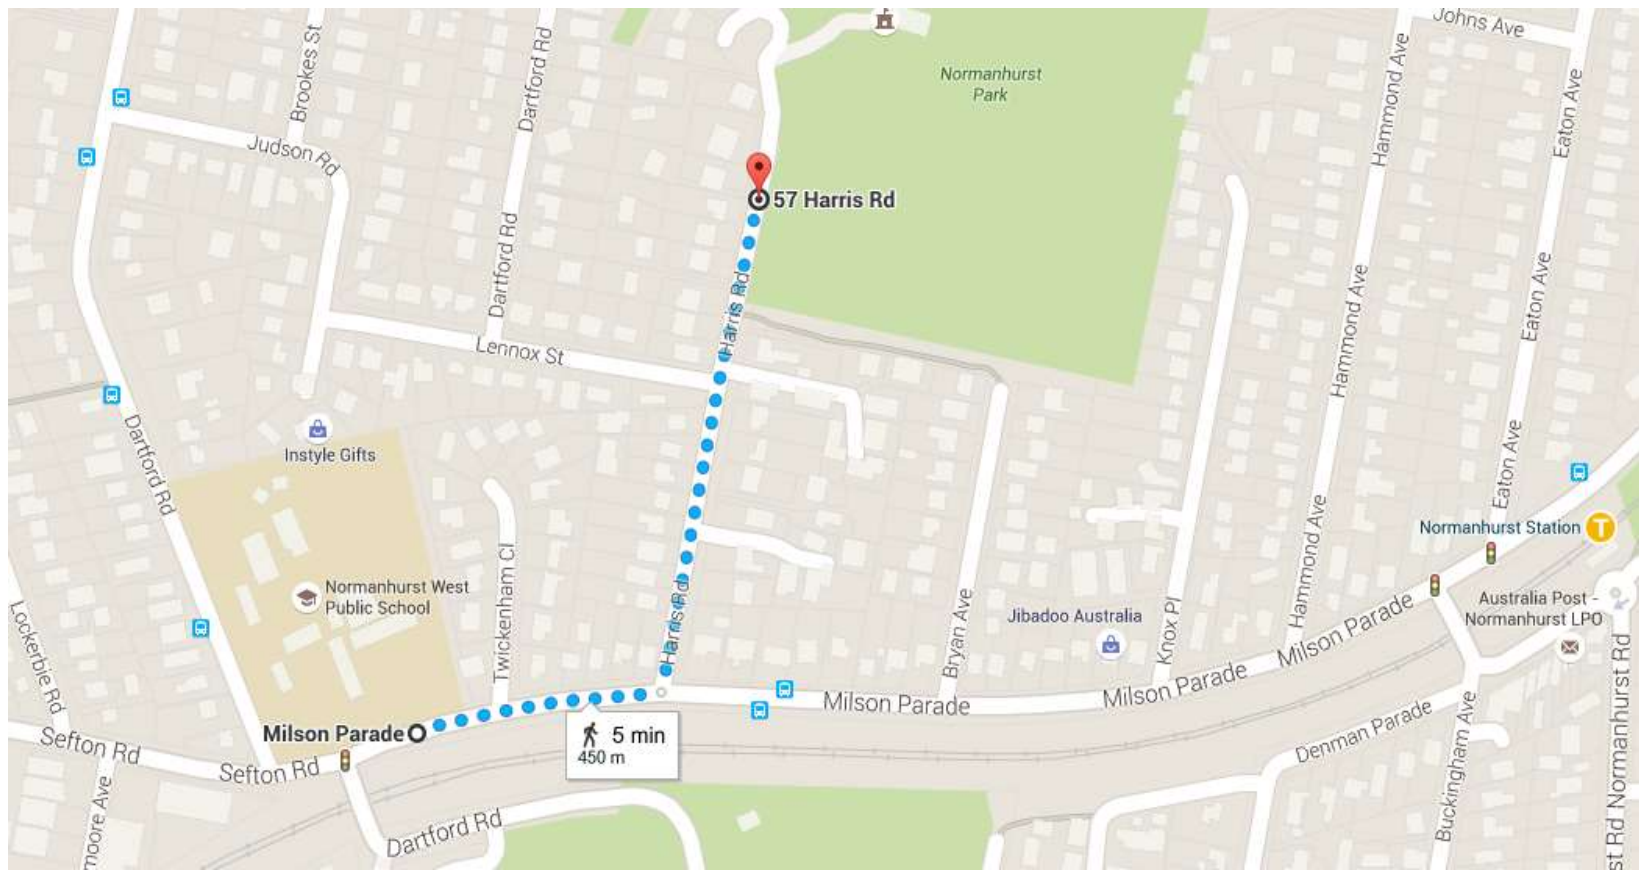 Johns Ave
Brookes St
Dartford Rd
Hammond Ave
Eaton Ave
Normanhurst
Park
Judson Rd
57 Harris Rd
Dartford Rd
Harris Rd
Hammond Ave
Eaton Ave
Lennox St
Dartford Rd
Instyle Gifts
Eaton Ave
Normanhurst Station
T
Hammond Ave
Twickenham Cl
Normanhurst West
Public School
Lockerbie Rd
Harris Rd
Bryan Ave
Jibadoo Australia
Knox Pl
Australia Post -
Normanhurst LPO
Milson Parade
Milson Parade
Milson Parade
Milson Parade
5 min
450 m
Sefton Rd
Sefton Rd
Denman Parade
Buckingham Ave
st Rd Normanhurst Rd
moore Ave
Dartford Rd